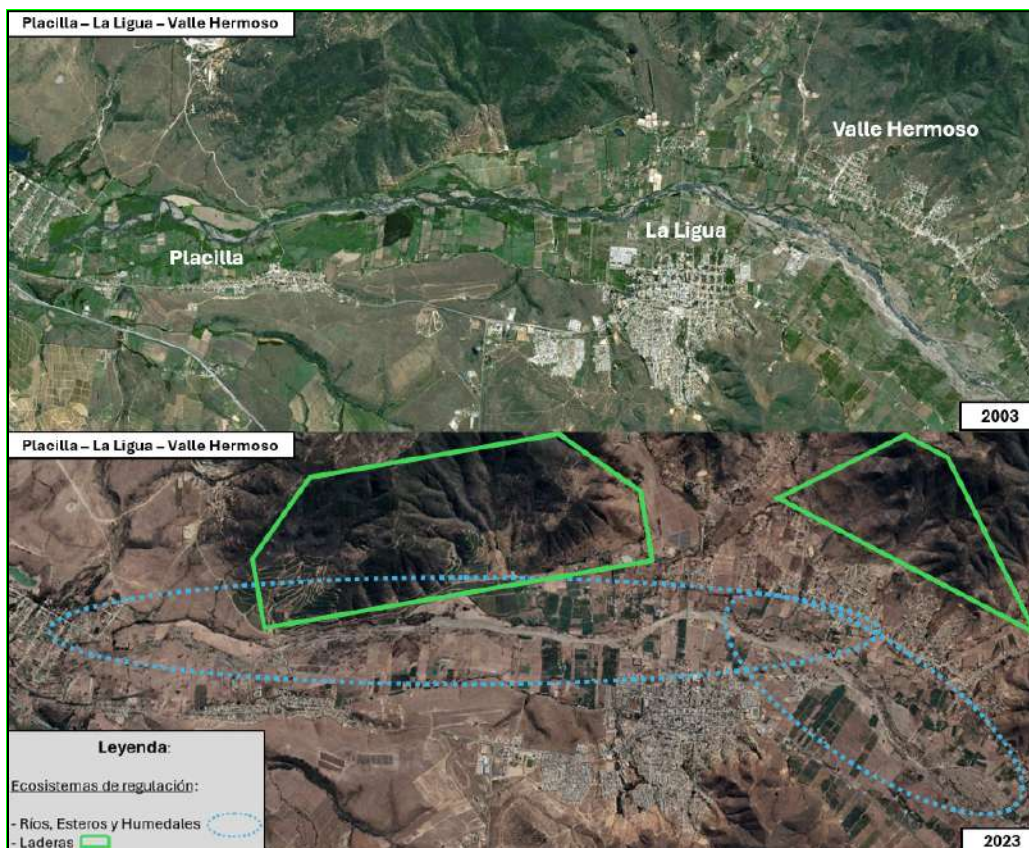 Placilla – La Ligua – Valle Hermoso
Valle Hermoso
La Ligua
Placilla
2003
Placilla – La Ligua – Valle Hermoso
Leyenda:
Ecosistemas de regulación:
- Ríos, Esteros y Humedales
- Laderas
2023